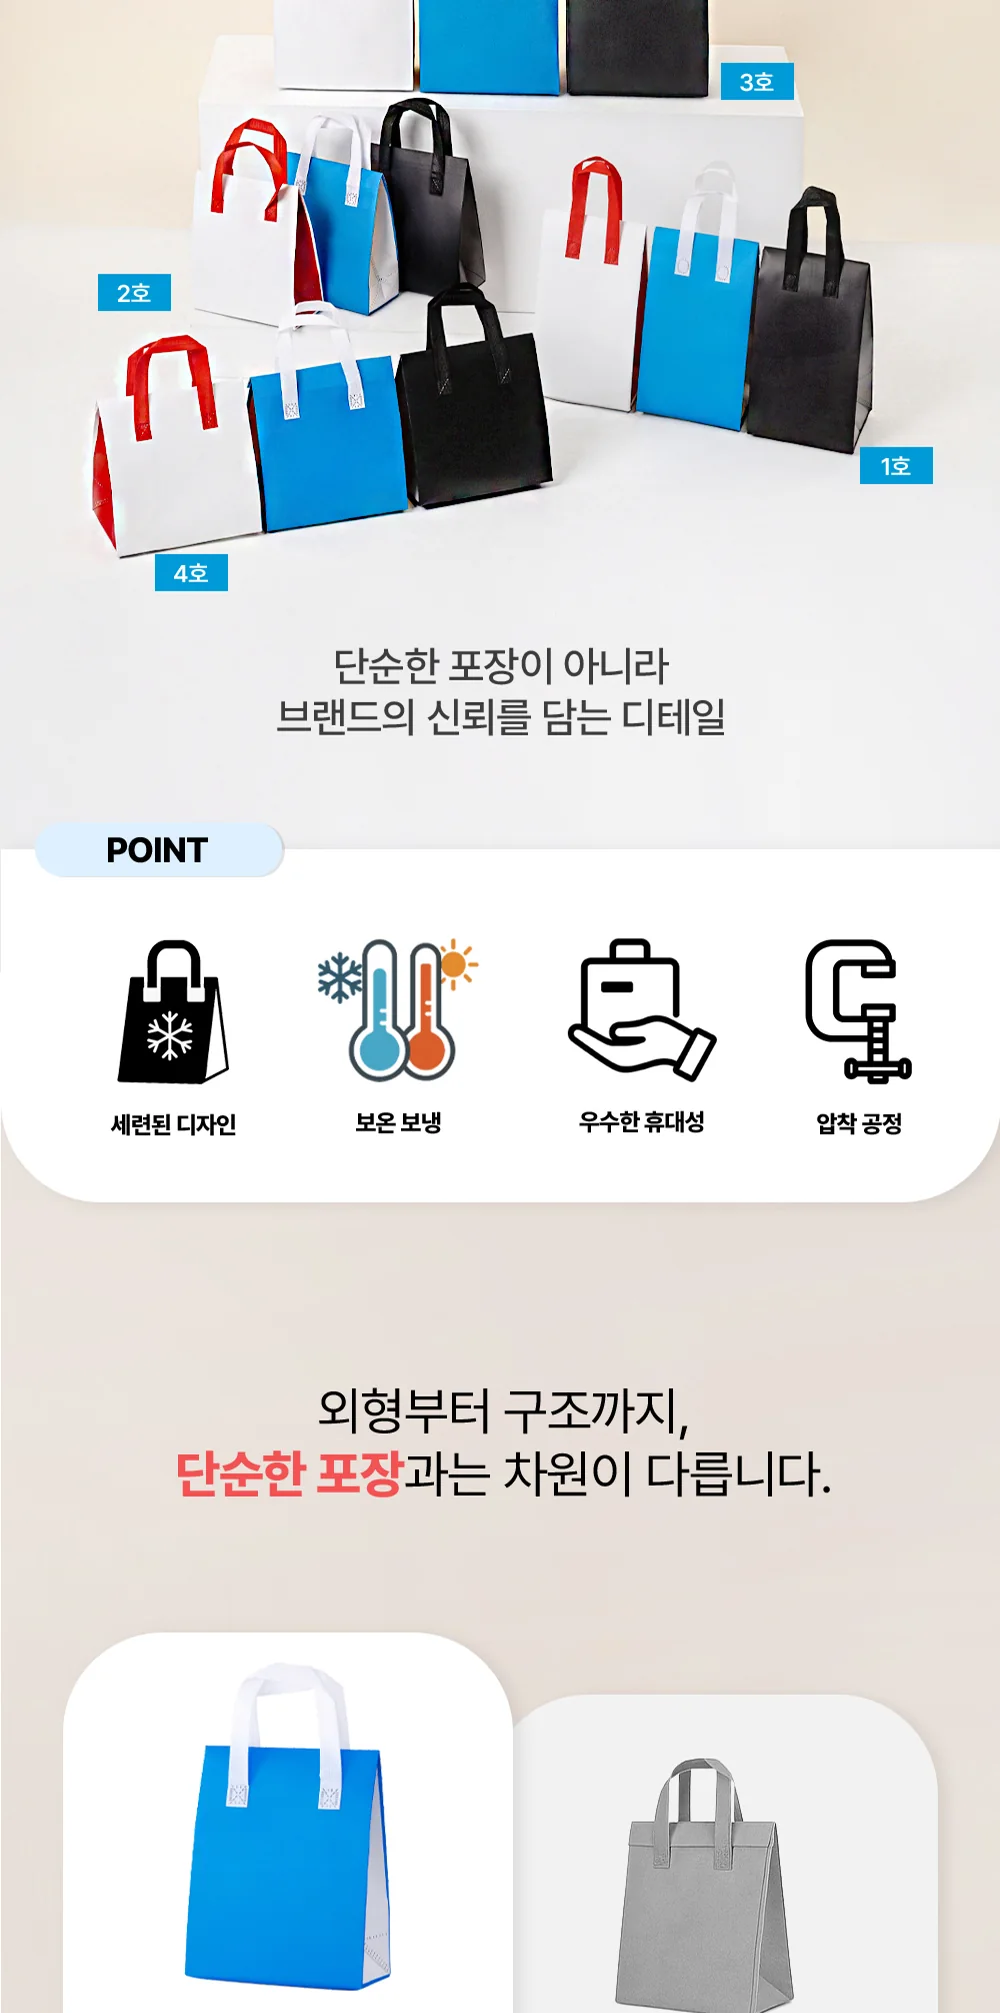 3호
2호
1호
4호
단순한 포장이 아니라
브랜드의 신뢰를 담는 디테일
POINT
세련된 디자인
보온 보냉
우수한 휴대성
압착 공정
외형부터 구조까지,
단순한 포장과는 차원이 다릅니다.